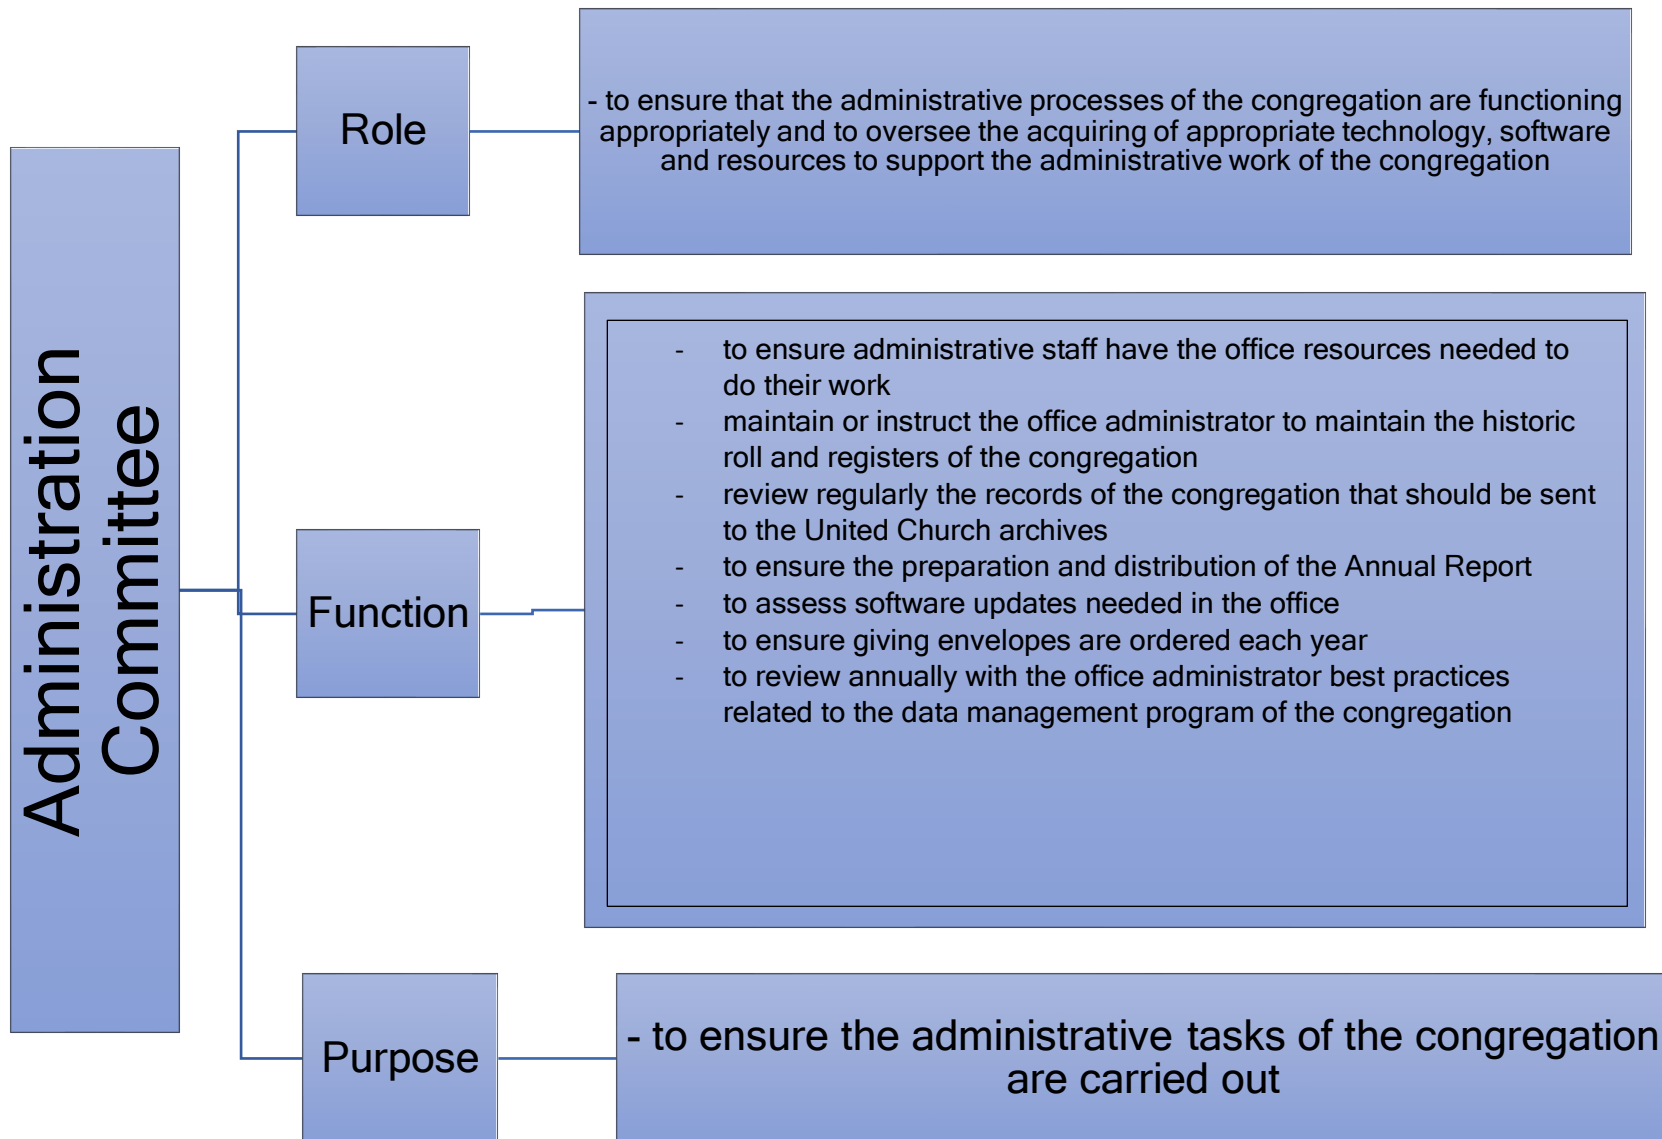 Administration
Committee
Role
- to ensure that the administrative processes of the congregation are functioning
appropriately and to oversee the acquiring of appropriate technology, software
and resources to support the administrative work of the congregation
Function
- to ensure administrative staff have the office resources needed to
do their work
- maintain or instruct the office administrator to maintain the historic
roll and registers of the congregation
- review regularly the records of the congregation that should be sent
to the United Church archives
- to ensure the preparation and distribution of the Annual Report
- to assess software updates needed in the office
- to ensure giving envelopes are ordered each year
- to review annually with the office administrator best practices
related to the data management program of the congregation
Purpose
- to ensure the administrative tasks of the congregation
are carried out